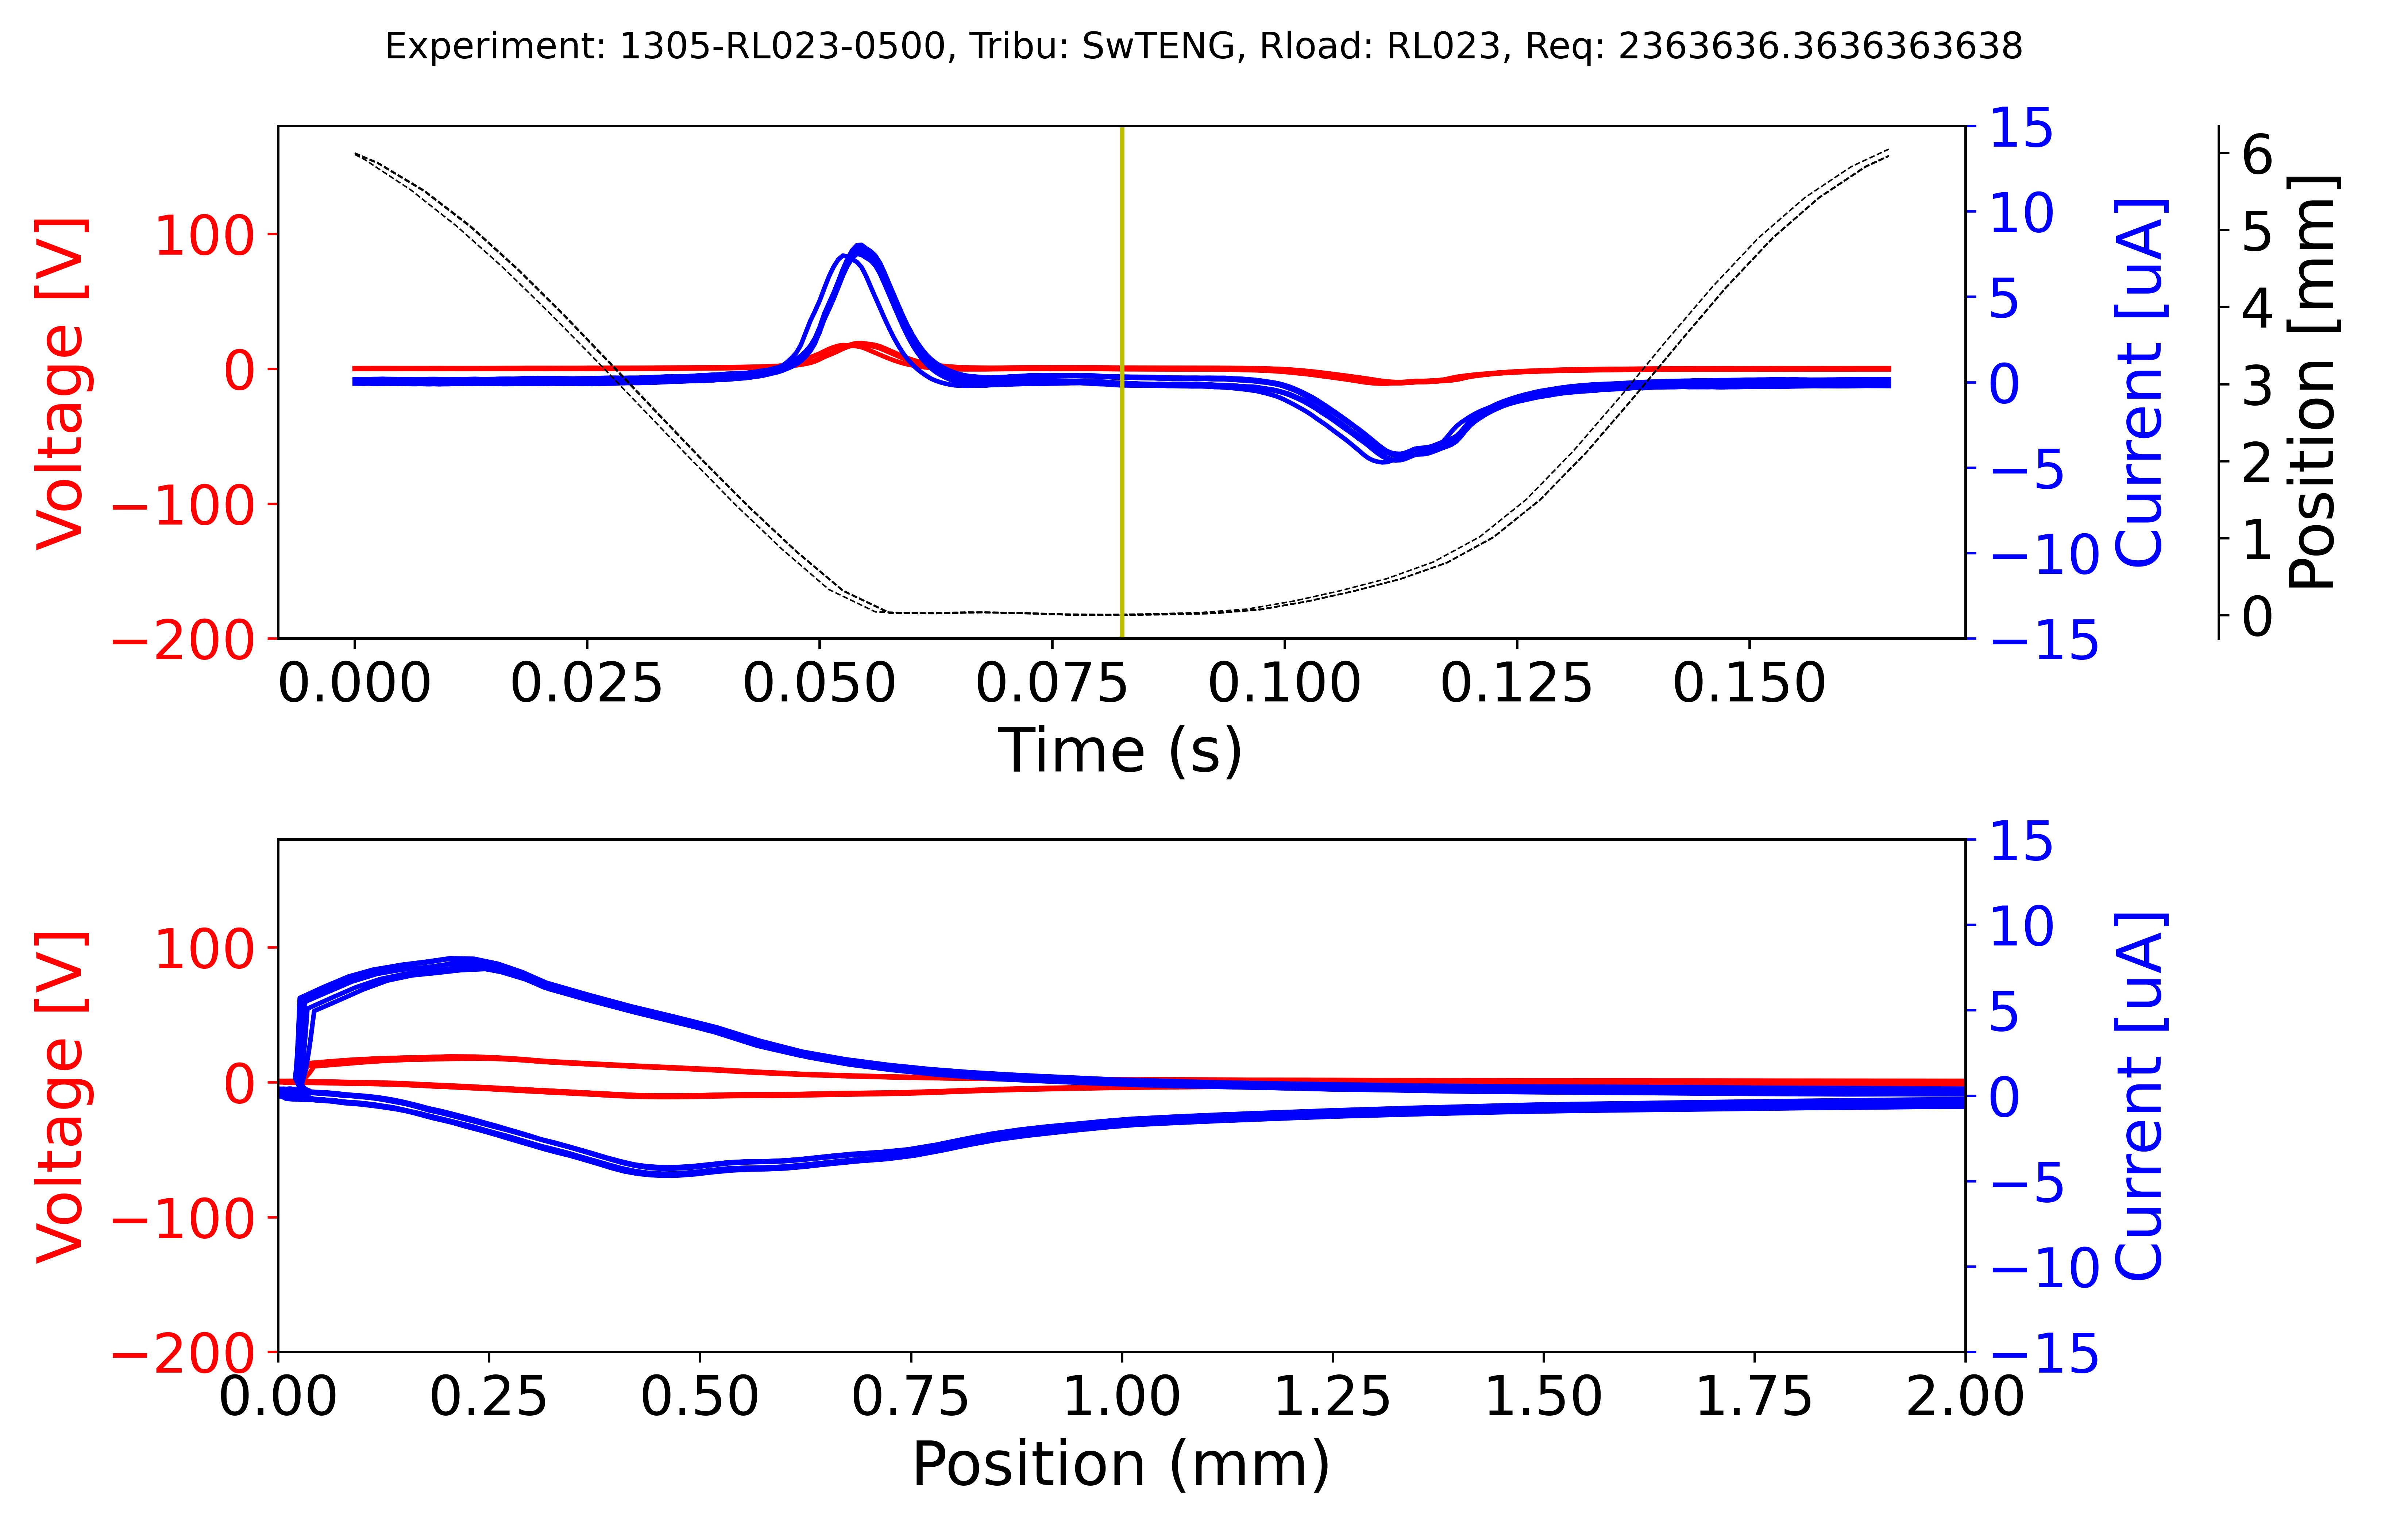 Experiment: 1305-RL023-0500, Tribu: SwTENG, Rload: RL023, Req: 2363636.3636363638
Voltage [V]
100
0
−100
−200
15
10
5
0
−5
−10
−15
Current [uA]
6
5
4
3
2
1
0
Position [mm]
0.000 0.025 0.050 0.075 0.100 0.125 0.150
Time (s)
Voltage [V]
100
0
−100
−200
15
10
5
0
−5
−10
−15
Current [uA]
0.00 0.25 0.50 0.75 1.00 1.25 1.50 1.75 2.00
Position (mm)